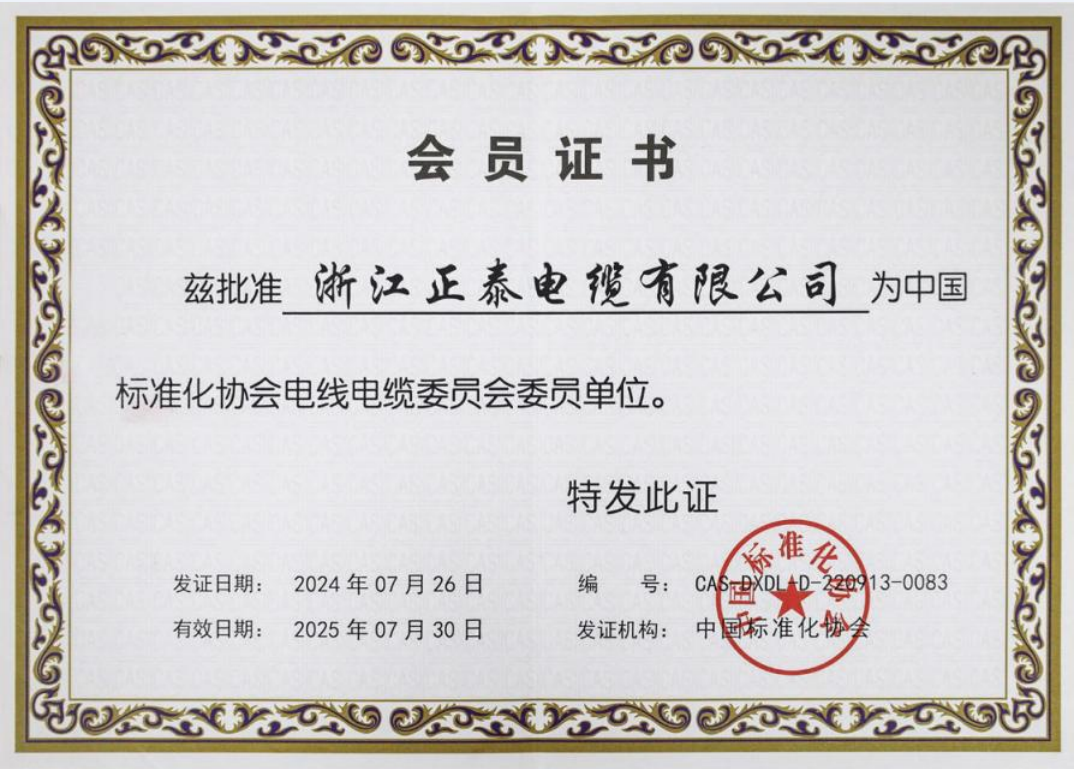 会员证书
兹批准 浙江正泰电缆有限公司 为中国
标准化协会电线电缆委员会委员单位。
特发此证
发证日期： 2024 年 07 月 26 日
编 号： CAS-DXDL-D-220913-0083
有效日期： 2025 年 07 月 30 日
发证机构： 中国标准化协会
中国标准化协会